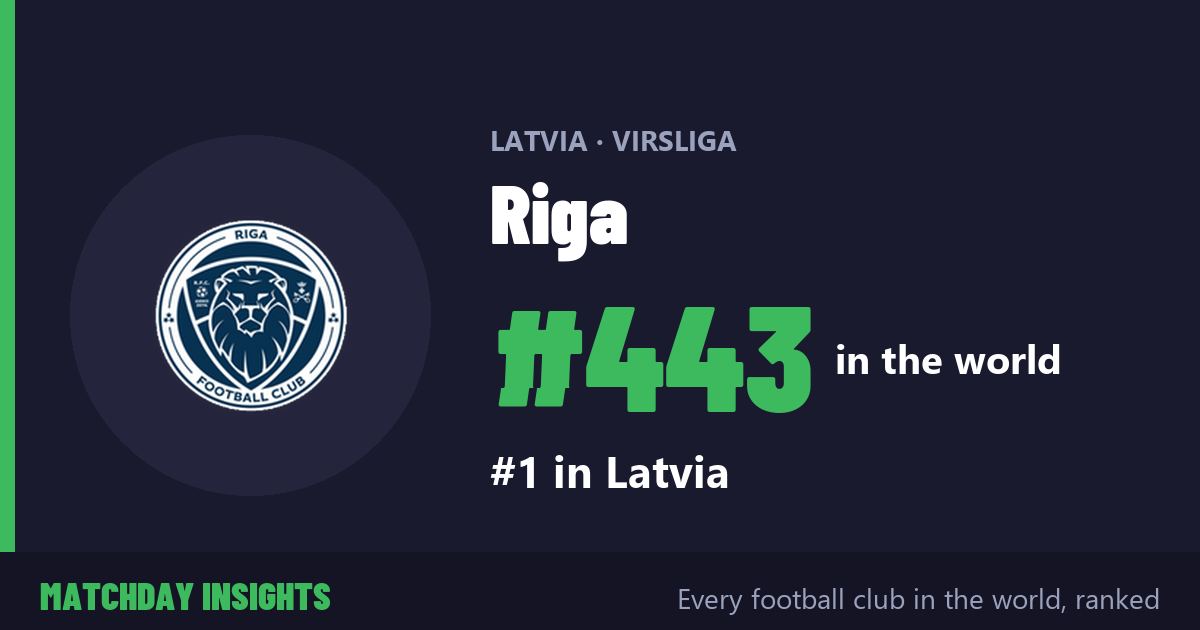 LATVIA · VIRSLIGA
Riga
#443 in the world
#1 in Latvia
RIGA
FOOTBALL CLUB
MATCHDAY INSIGHTS
Every football club in the world, ranked